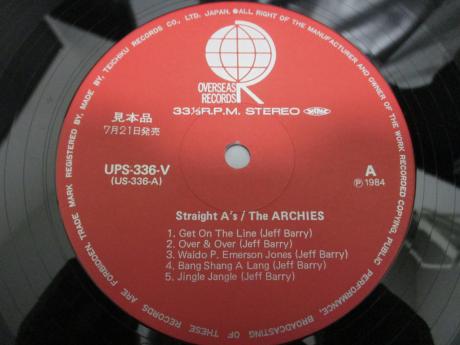 TRADE MARK REGISTERED BY, MADE BY, TEICHIKU RECORDS CO., LTD. JAPAN. ALL RIGHT OF THE MANUFACTURER AND OWNER OF THE WORK RECORDED COPYING, PUBLIC PERFORMANCE, BROADCASTING OF THESE RECORDS ARE FORBIDDEN.
OVERSEAS
RECORDS
33⅓R.P.M. STEREO
見本品
7月21日発売
UPS-336-V
(US-336-A)
A
Ⓟ1984
Straight A's / The ARCHIES
1. Get On The Line (Jeff Barry)
2. Over & Over (Jeff Barry)
3. Waldo P. Emerson Jones (Jeff Barry)
4. Bang Shang A Lang (Jeff Barry)
5. Jingle Jangle (Jeff Barry)